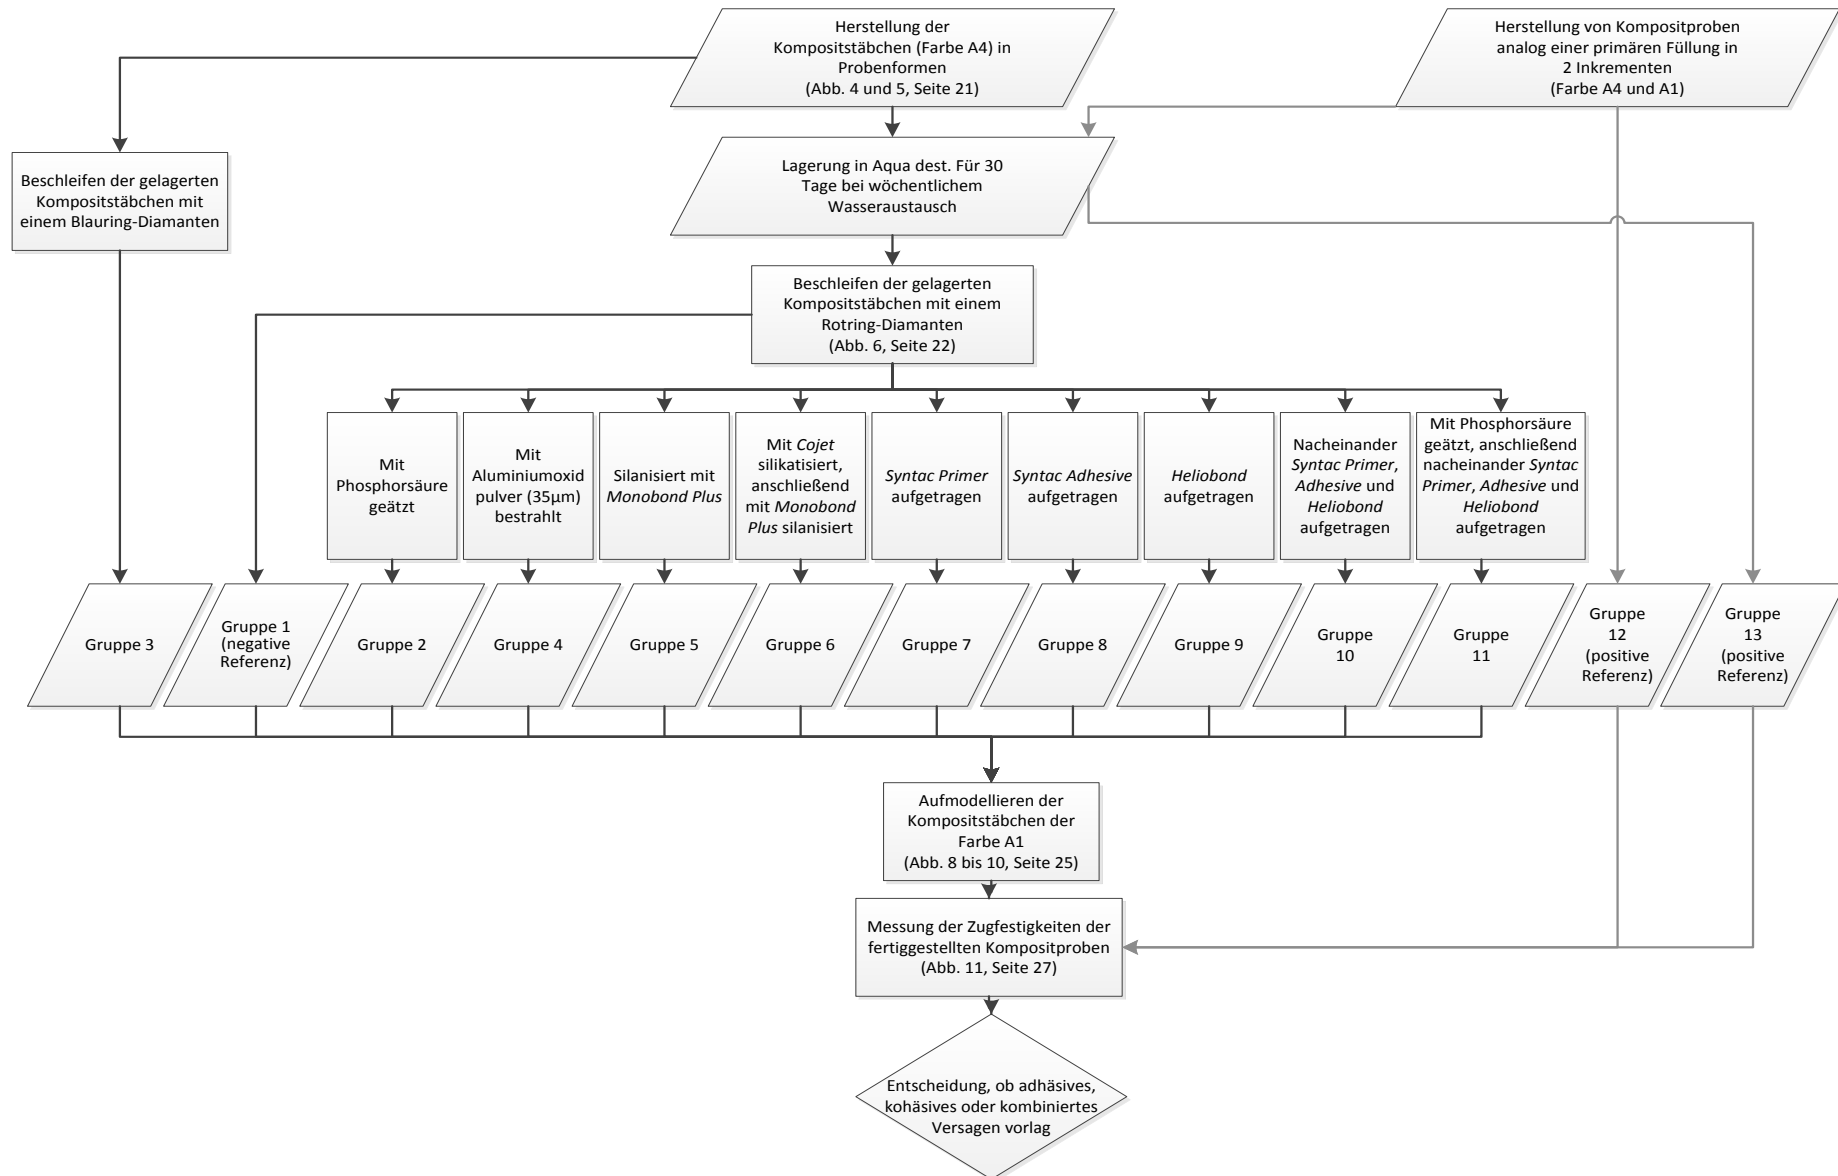 Herstellung der
Kompositstäbchen (Farbe A4) in
Probenformen
(Abb. 4 und 5, Seite 21)
Herstellung von Kompositproben
analog einer primären Füllung in
2 Inkrementen
(Farbe A4 und A1)
Beschleifen der gelagerten
Kompositstäbchen mit
einem Blauring-Diamanten
Lagerung in Aqua dest. Für 30
Tage bei wöchentlichem
Wasseraustausch
Beschleifen der gelagerten
Kompositstäbchen mit einem
Rotring-Diamanten
(Abb. 6, Seite 22)
Mit
Phosphorsäure
geätzt
Mit
Aluminiumoxid
pulver (35µm)
bestrahlt
Silanisiert mit
Monobond Plus
Mit Cojet
silikatisiert,
anschließend
mit Monobond
Plus silanisiert
Syntac Primer
aufgetragen
Syntac Adhesive
aufgetragen
Heliobond
aufgetragen
Nacheinander
Syntac Primer,
Adhesive und
Heliobond
aufgetragen
Mit Phosphorsäure
geätzt, anschließend
nacheinander Syntac
Primer, Adhesive und
Heliobond
aufgetragen
Gruppe 3
Gruppe 1
(negative
Referenz)
Gruppe 2
Gruppe 4
Gruppe 5
Gruppe 6
Gruppe 7
Gruppe 8
Gruppe 9
Gruppe
10
Gruppe
11
Gruppe
12
(positive
Referenz)
Gruppe
13
(positive
Referenz)
Aufmodellieren der
Kompositstäbchen der
Farbe A1
(Abb. 8 bis 10, Seite 25)
Messung der Zugfestigkeiten der
fertiggestellten Kompositproben
(Abb. 11, Seite 27)
Entscheidung, ob adhäsives,
kohäsives oder kombiniertes
Versagen vorlag